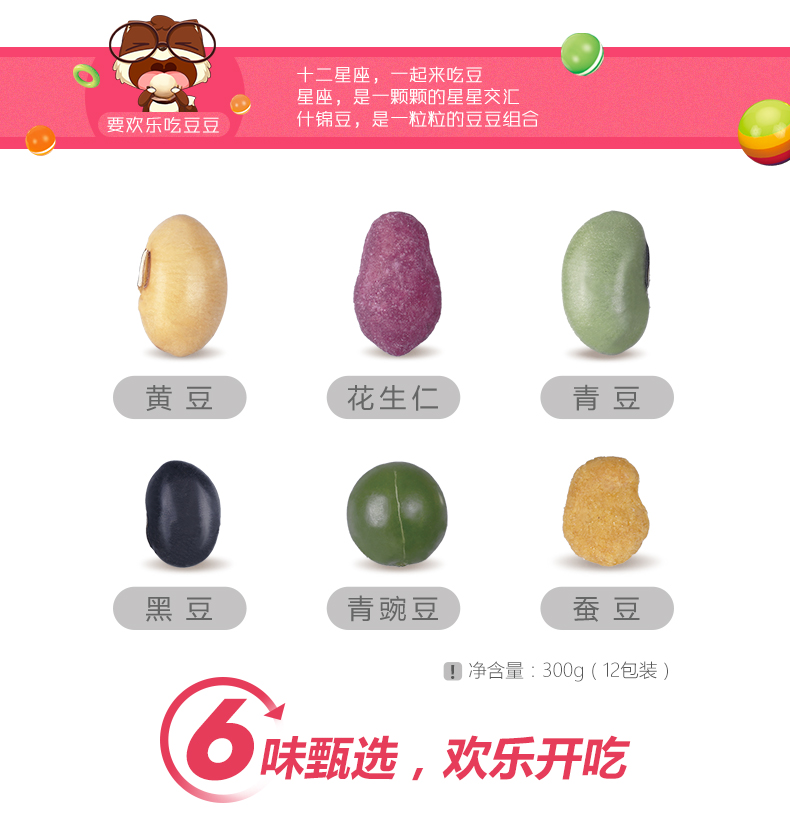 十二星座，一起来吃豆
星座，是一颗颗的星星交汇
什锦豆，是一粒粒的豆豆组合
要欢乐吃豆豆
黄豆
花生仁
青豆
黑豆
青豌豆
蚕豆
! 净含量：300g（12包装）
6味甄选，欢乐开吃